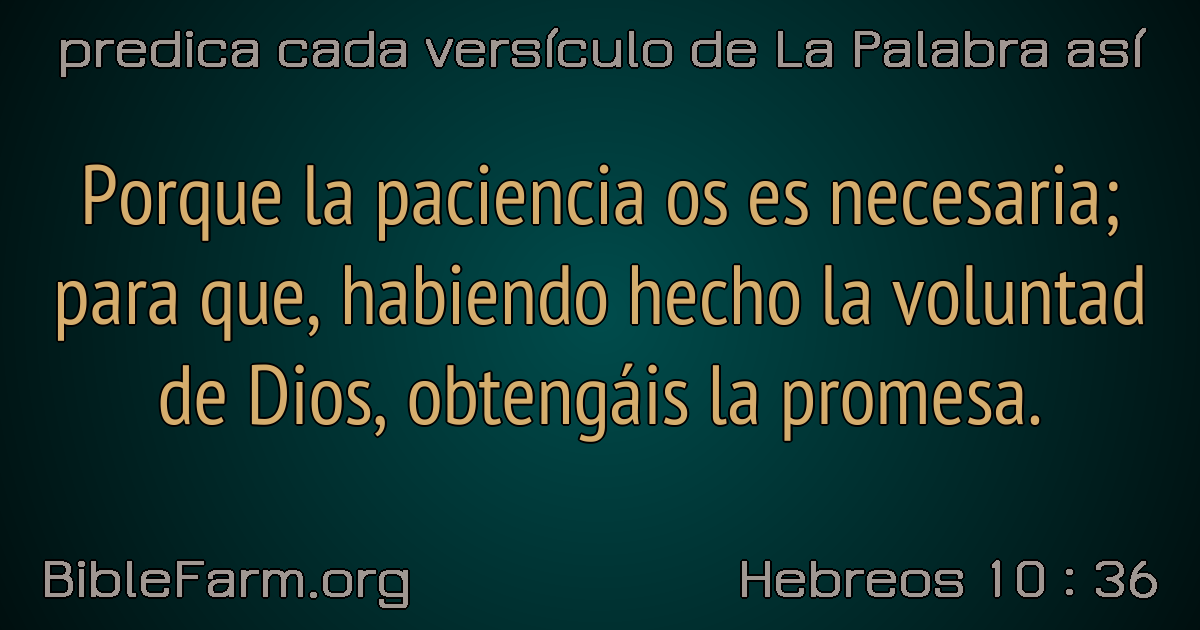 predica cada versículo de La Palabra así
Porque la paciencia os es necesaria;
para que, habiendo hecho la voluntad
de Dios, obtengáis la promesa.
BibleFarm.org
Hebreos 10 : 36